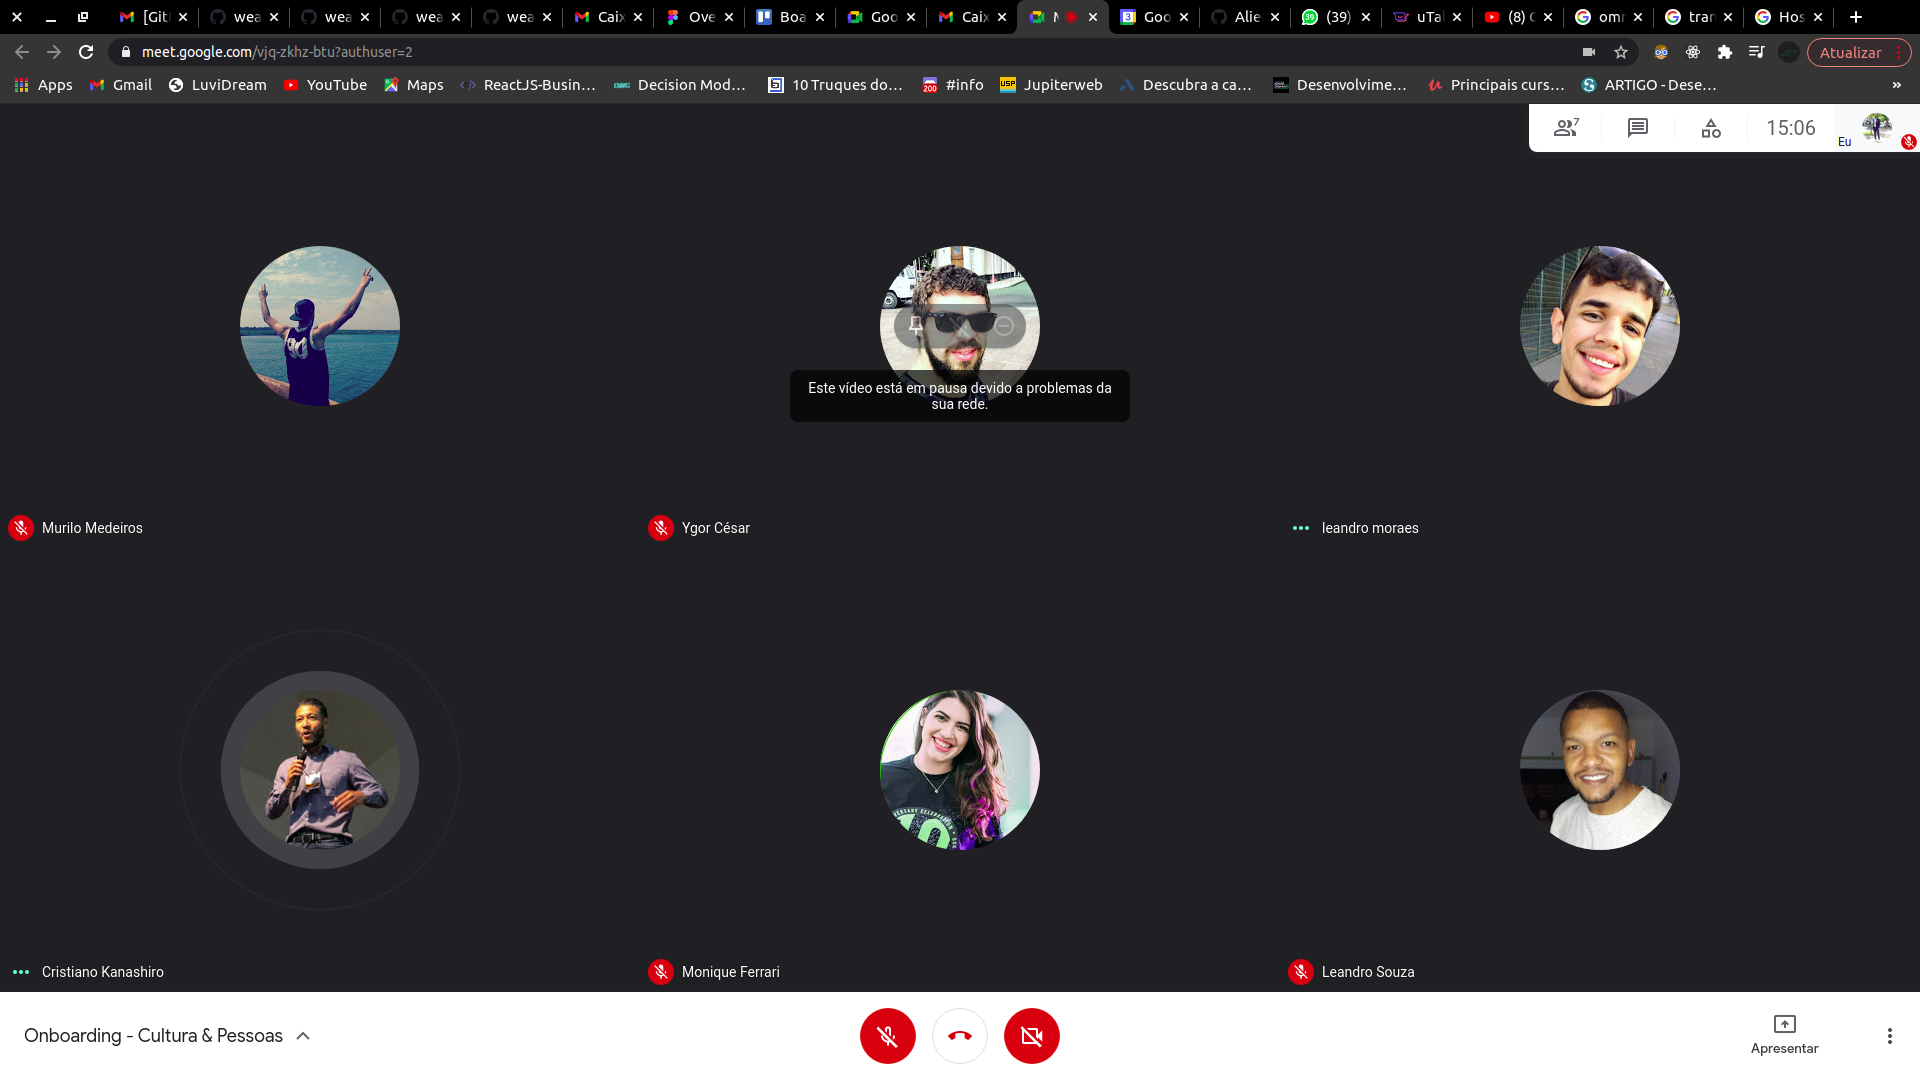 [Git
wea
wea
wea
wea
Caix
Ove
Boa
Goo
Caix
Goo
Alie
(39)
uTal
(8) C
omn
tran
Hos
meet.google.com/vjq-zkhz-btu?authuser=2
Atualizar
Apps
Gmail
LuviDream
YouTube
Maps
ReactJS-Busin...
Decision Mod...
10 Truques do...
#info
Jupiterweb
Descubra a ca...
Desenvolvime...
Principais curs...
ARTIGO - Dese...
»
7
15:06
Eu
Este vídeo está em pausa devido a problemas da
sua rede.
Murilo Medeiros
Ygor César
leandro moraes
Cristiano Kanashiro
Monique Ferrari
Leandro Souza
Onboarding - Cultura & Pessoas
Apresentar